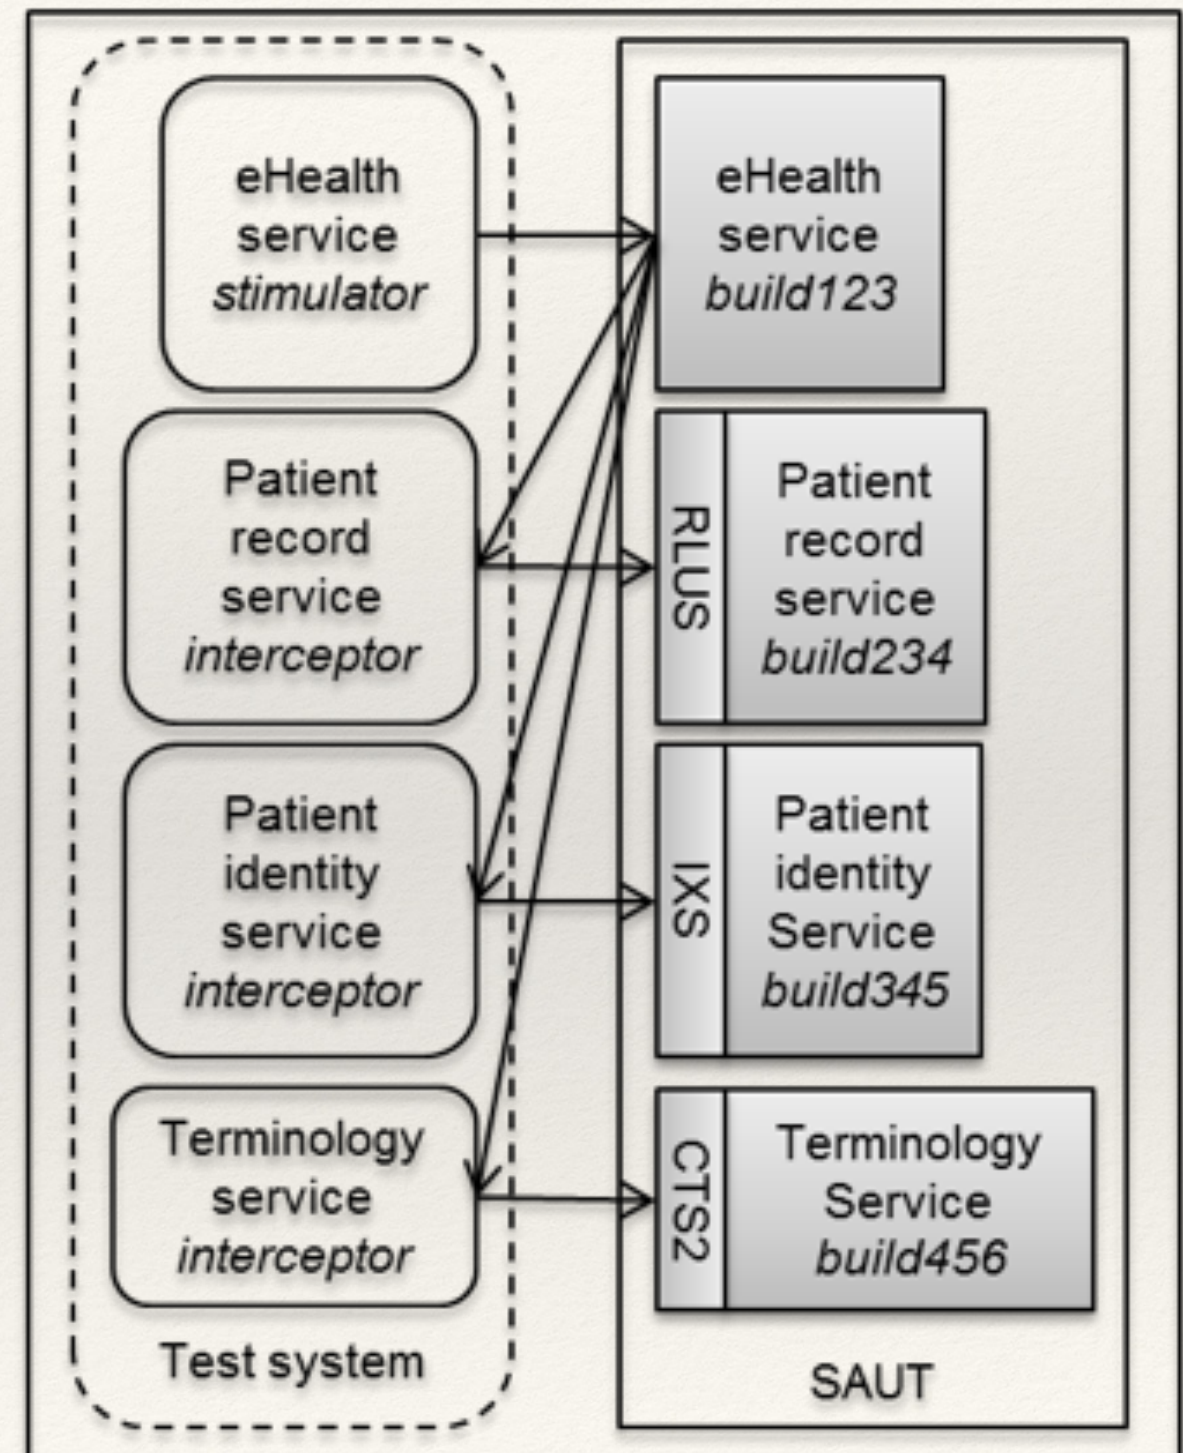 eHealth
service
stimulator
Patient
record
service
interceptor
Patient
identity
service
interceptor
Terminology
service
interceptor
Test system
eHealth
service
build123
RLUS
Patient
record
service
build234
IXS
Patient
identity
Service
build345
CTS2
Terminology
Service
build456
SAUT